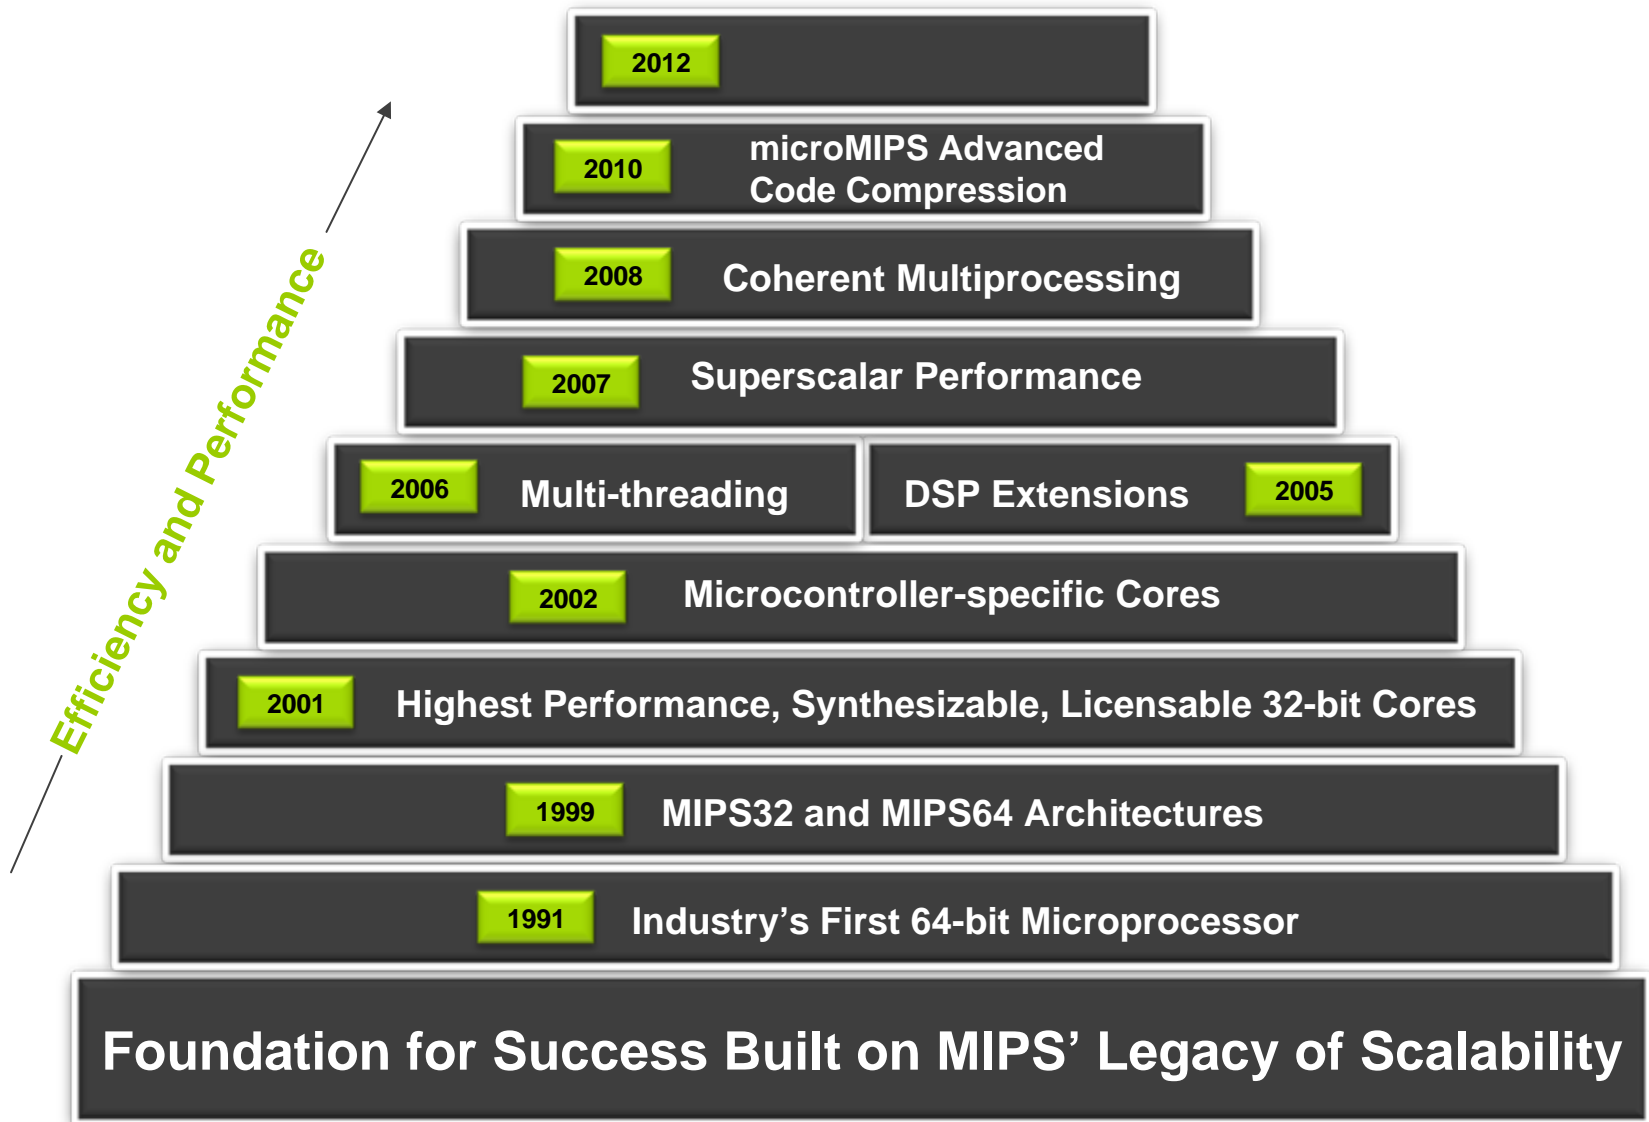 2012
2010
microMIPS Advanced
Code Compression
2008
Coherent Multiprocessing
2007
Superscalar Performance
2006
Multi-threading
DSP Extensions
2005
2002
Microcontroller-specific Cores
2001
Highest Performance, Synthesizable, Licensable 32-bit Cores
1999
MIPS32 and MIPS64 Architectures
1991
Industry’s First 64-bit Microprocessor
Foundation for Success Built on MIPS’ Legacy of Scalability
Efficiency and Performance